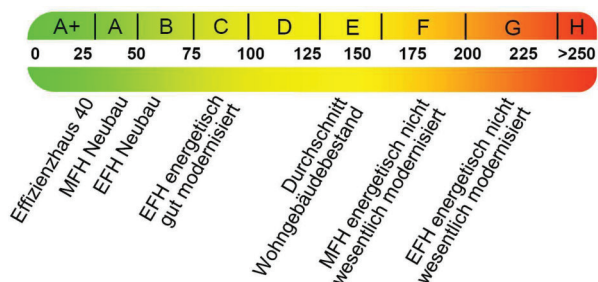 A+ A B C D E F G H
0 25 50 75 100 125 150 175 200 225 >250
Effizienzhaus 40
MFH Neubau
EFH Neubau
EFH energetisch
gut modernisiert
Durchschnitt
Wohngebäudebestand
MFH energetisch nicht
wesentlich modernisiert
EFH energetisch nicht
wesentlich modernisiert